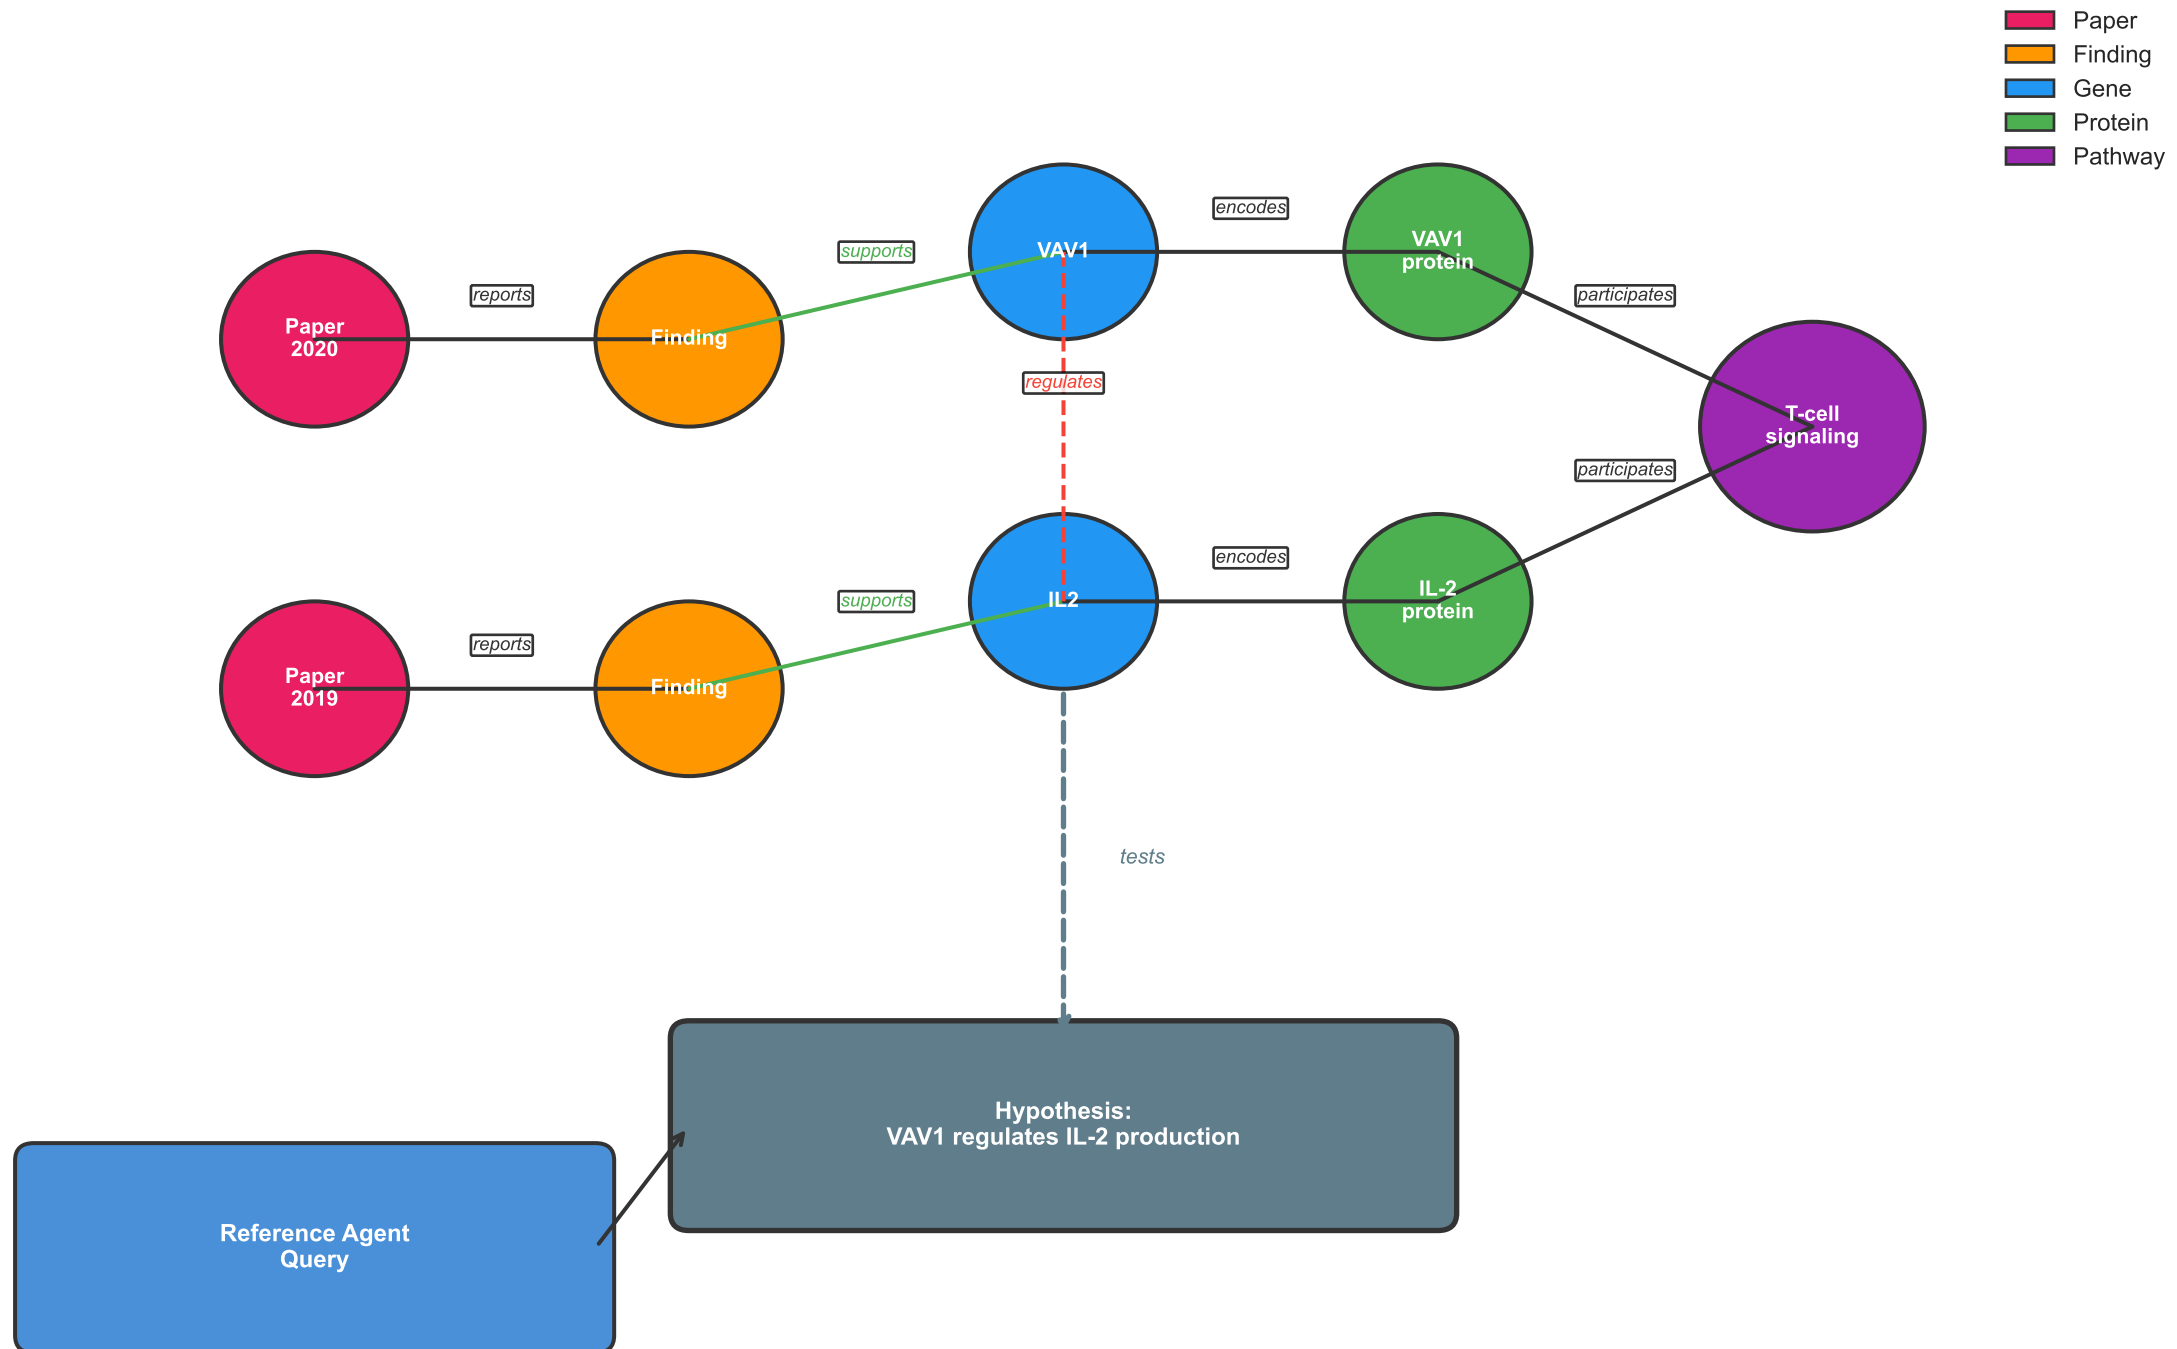 Paper
Finding
Gene
Protein
Pathway
encodes
VAV1
VAV1
protein
supports
reports
participates
Paper
2020
Finding
regulates
T-cell
signaling
participates
encodes
supports
IL2
IL-2
protein
reports
Paper
2019
Finding
tests
Hypothesis:
VAV1 regulates IL-2 production
Reference Agent
Query